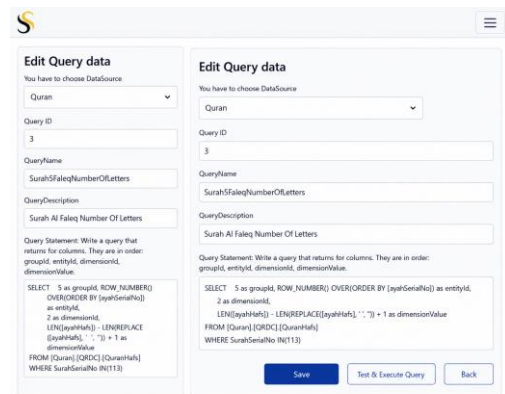 Edit Query data
You have to choose DataSource
Quran
Query ID
3
QueryName
Surah5FaleqNumberOfLetters
QueryDescription
Surah Al Faleq Number Of Letters
Query Statement: Write a query that
returns for columns. They are in order:
groupId, entityId, dimensionId,
dimensionValue.
SELECT 5 as groupId, ROW_NUMBER()
OVER(ORDER BY [ayahSerialNo])
as entityId,
2 as dimensionId,
LEN([ayahHafs]) - LEN(REPLACE
([ayahHafs], ' ', '')) + 1 as
dimensionValue
FROM [Quran].[QRDC].[QuranHafs]
WHERE SurahSerialNo IN(113)
Edit Query data
You have to choose DataSource
Quran
Query ID
3
QueryName
Surah5FaleqNumberOfLetters
QueryDescription
Surah Al Faleq Number Of Letters
Query Statement: Write a query that returns for columns. They are in order:
groupId, entityId, dimensionId, dimensionValue.
SELECT 5 as groupId, ROW_NUMBER() OVER(ORDER BY [ayahSerialNo]) as entityId,
2 as dimensionId,
LEN([ayahHafs]) - LEN(REPLACE([ayahHafs], ' ', '')) + 1 as dimensionValue
FROM [Quran].[QRDC].[QuranHafs]
WHERE SurahSerialNo IN(113)
Save
Test & Execute Query
Back